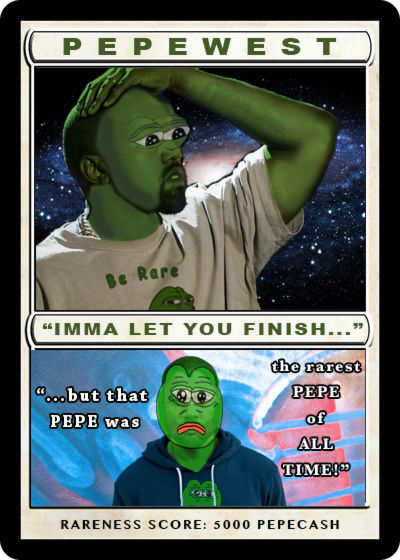 PEPEWEST
Be Rare
“IMMA LET YOU FINISH...”
“...but that
PEPE was
the rarest
PEPE
of
ALL
TIME!”
RARENESS SCORE: 5000 PEPECASH